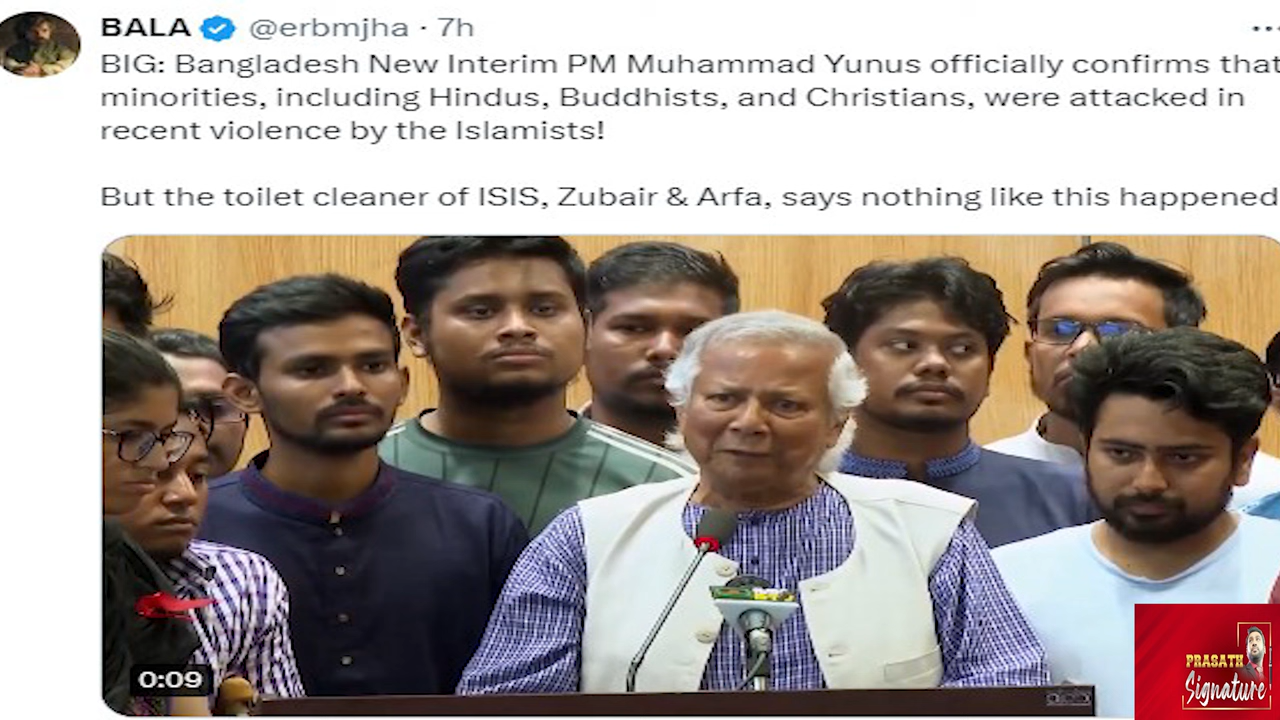 BALA @erbmjha · 7h
BIG: Bangladesh New Interim PM Muhammad Yunus officially confirms that
minorities, including Hindus, Buddhists, and Christians, were attacked in
recent violence by the Islamists!
But the toilet cleaner of ISIS, Zubair & Arfa, says nothing like this happened
0:09
PRASATH
Signature